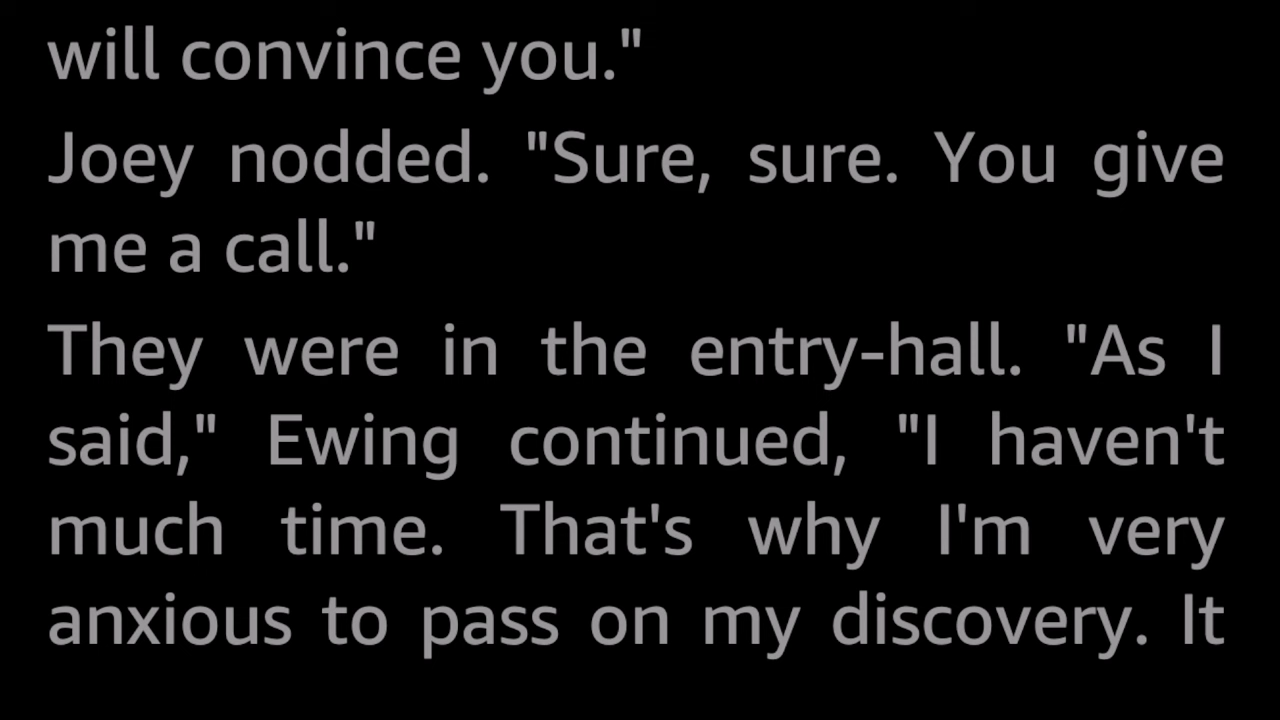 will convince you."
Joey nodded. "Sure, sure. You give
me a call."
They were in the entry-hall. "As I
said," Ewing continued, "I haven't
much time. That's why I'm very
anxious to pass on my discovery. It